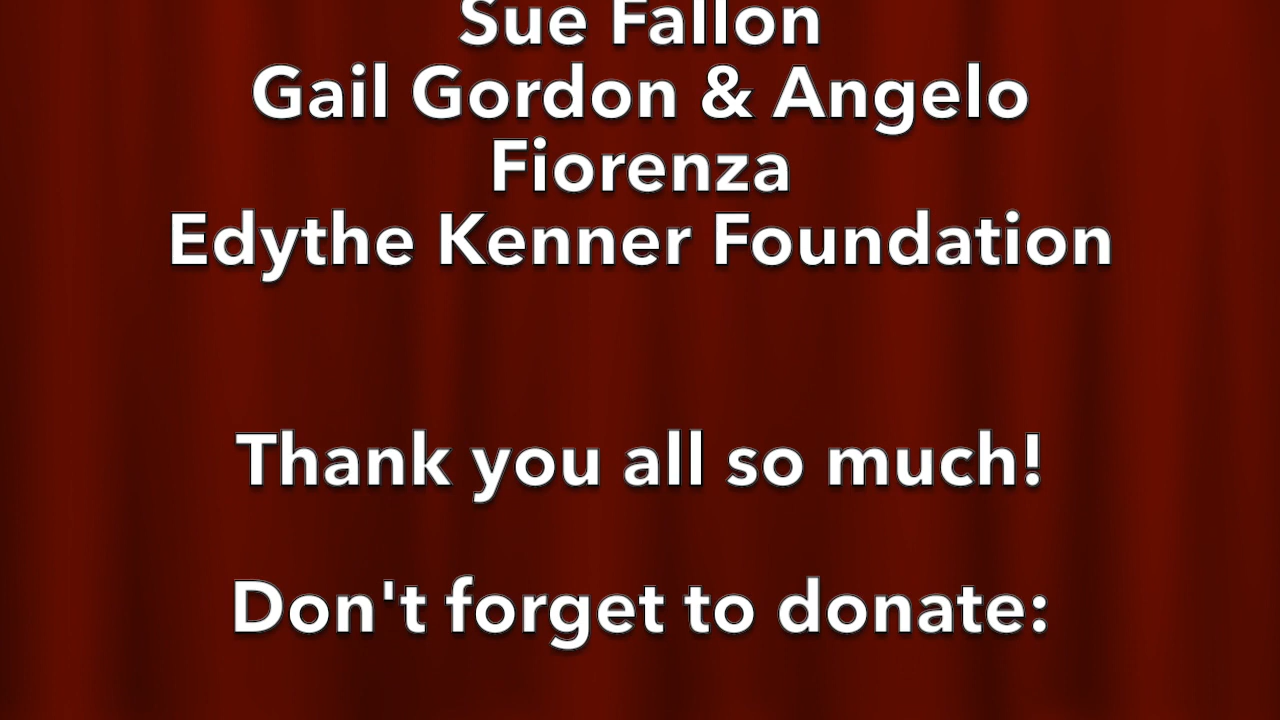 Sue Fallon
Gail Gordon & Angelo
Fiorenza
Edythe Kenner Foundation
Thank you all so much!
Don't forget to donate: